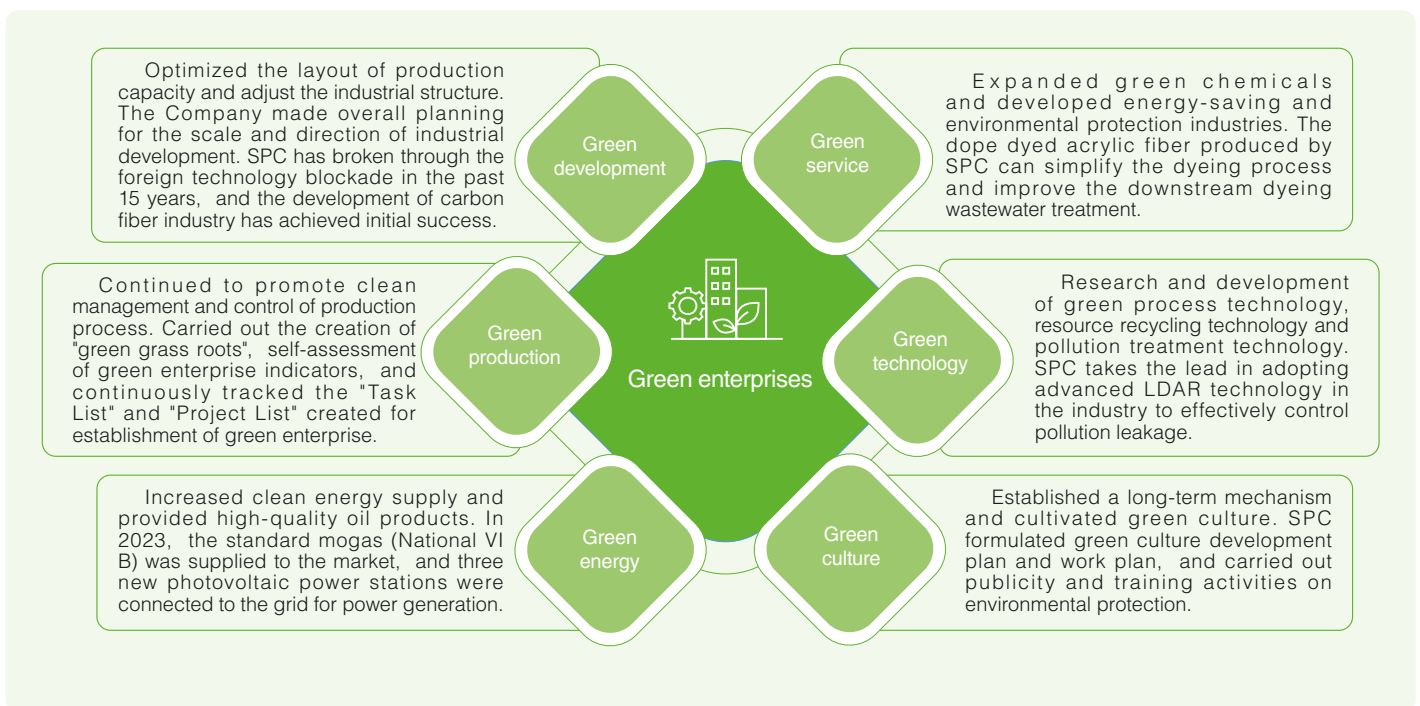 Optimized the layout of production
capacity and adjust the industrial structure.
The Company made overall planning
for the scale and direction of industrial
development. SPC has broken through the
foreign technology blockade in the past
15 years, and the development of carbon
fiber industry has achieved initial success.
Green
development
Green
service
Expanded green chemicals
and developed energy-saving and
environmental protection industries. The
dope dyed acrylic fiber produced by
SPC can simplify the dyeing process
and improve the downstream dyeing
wastewater treatment.
Continued to promote clean
management and control of production
process. Carried out the creation of
"green grass roots", self-assessment
of green enterprise indicators, and
continuously tracked the "Task
List" and "Project List" created for
establishment of green enterprise.
Green
production
Green enterprises
Green
technology
Research and development
of green process technology,
resource recycling technology and
pollution treatment technology.
SPC takes the lead in adopting
advanced LDAR technology in
the industry to effectively control
pollution leakage.
Increased clean energy supply and
provided high-quality oil products. In
2023, the standard mogas (National VI
B) was supplied to the market, and three
new photovoltaic power stations were
connected to the grid for power generation.
Green
energy
Green
culture
Established a long-term mechanism
and cultivated green culture. SPC
formulated green culture development
plan and work plan, and carried out
publicity and training activities on
environmental protection.